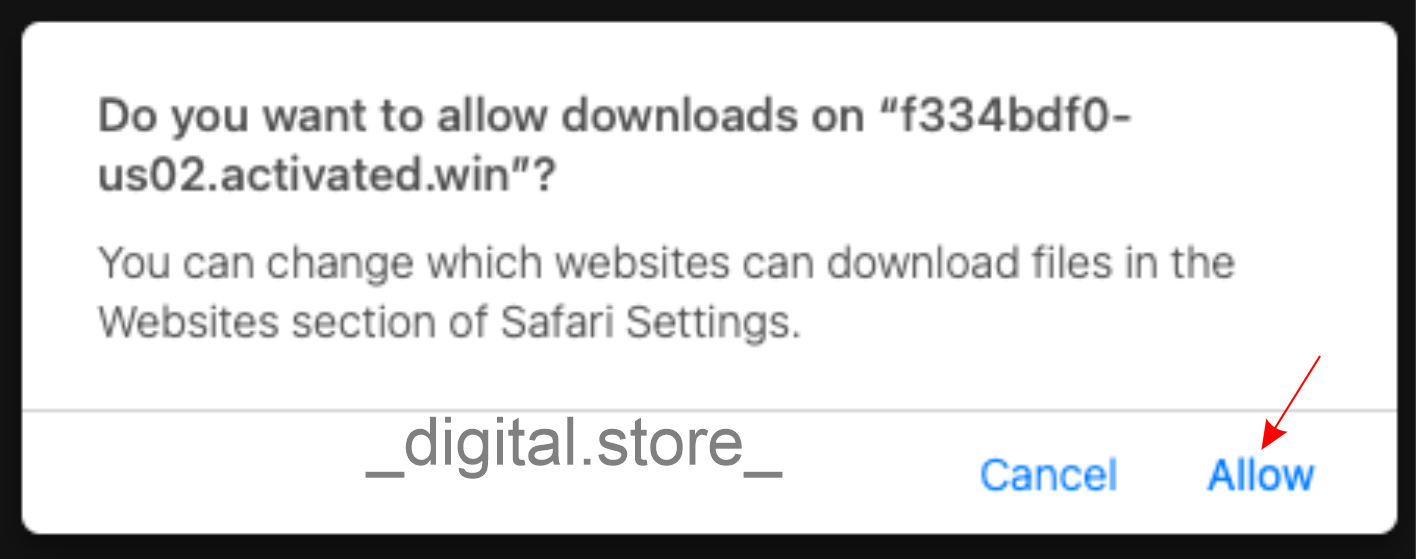 Do you want to allow downloads on “f334bdf0-
us02.activated.win”?
You can change which websites can download files in the
Websites section of Safari Settings.
_digital.store_
Cancel Allow